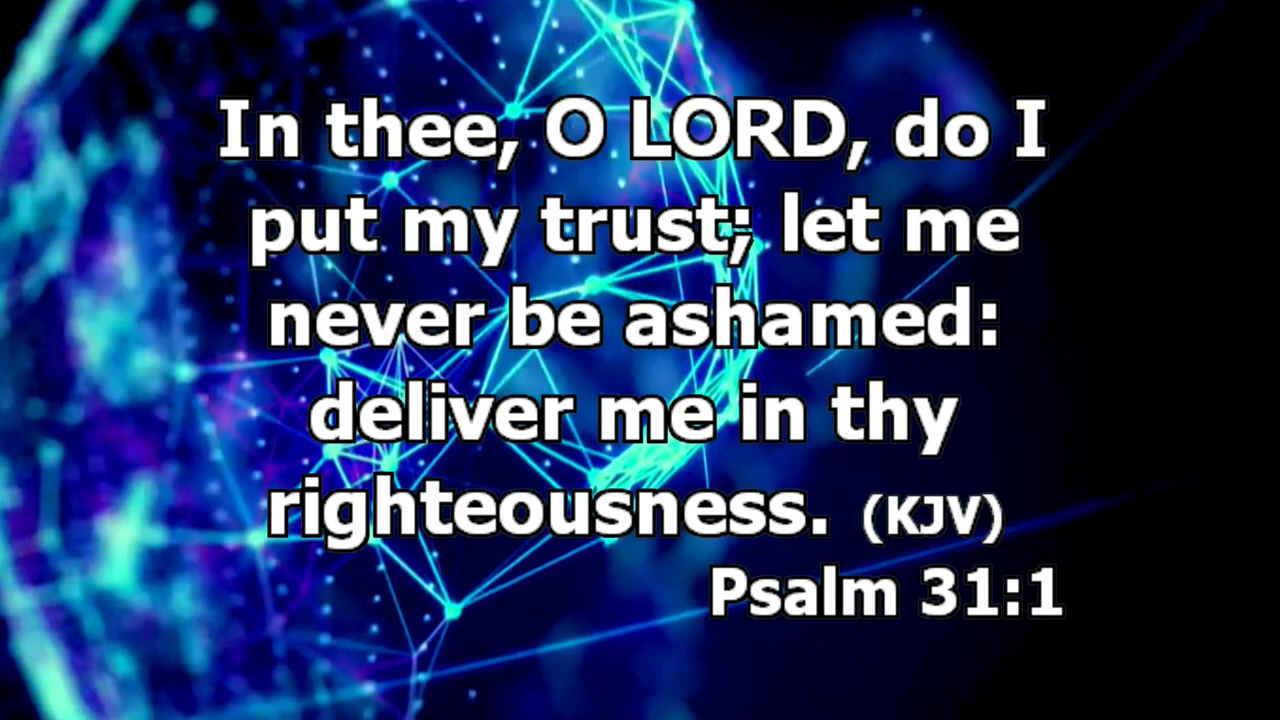 In thee, O LORD, do I
put my trust; let me
never be ashamed:
deliver me in thy
righteousness. (KJV)
Psalm 31:1